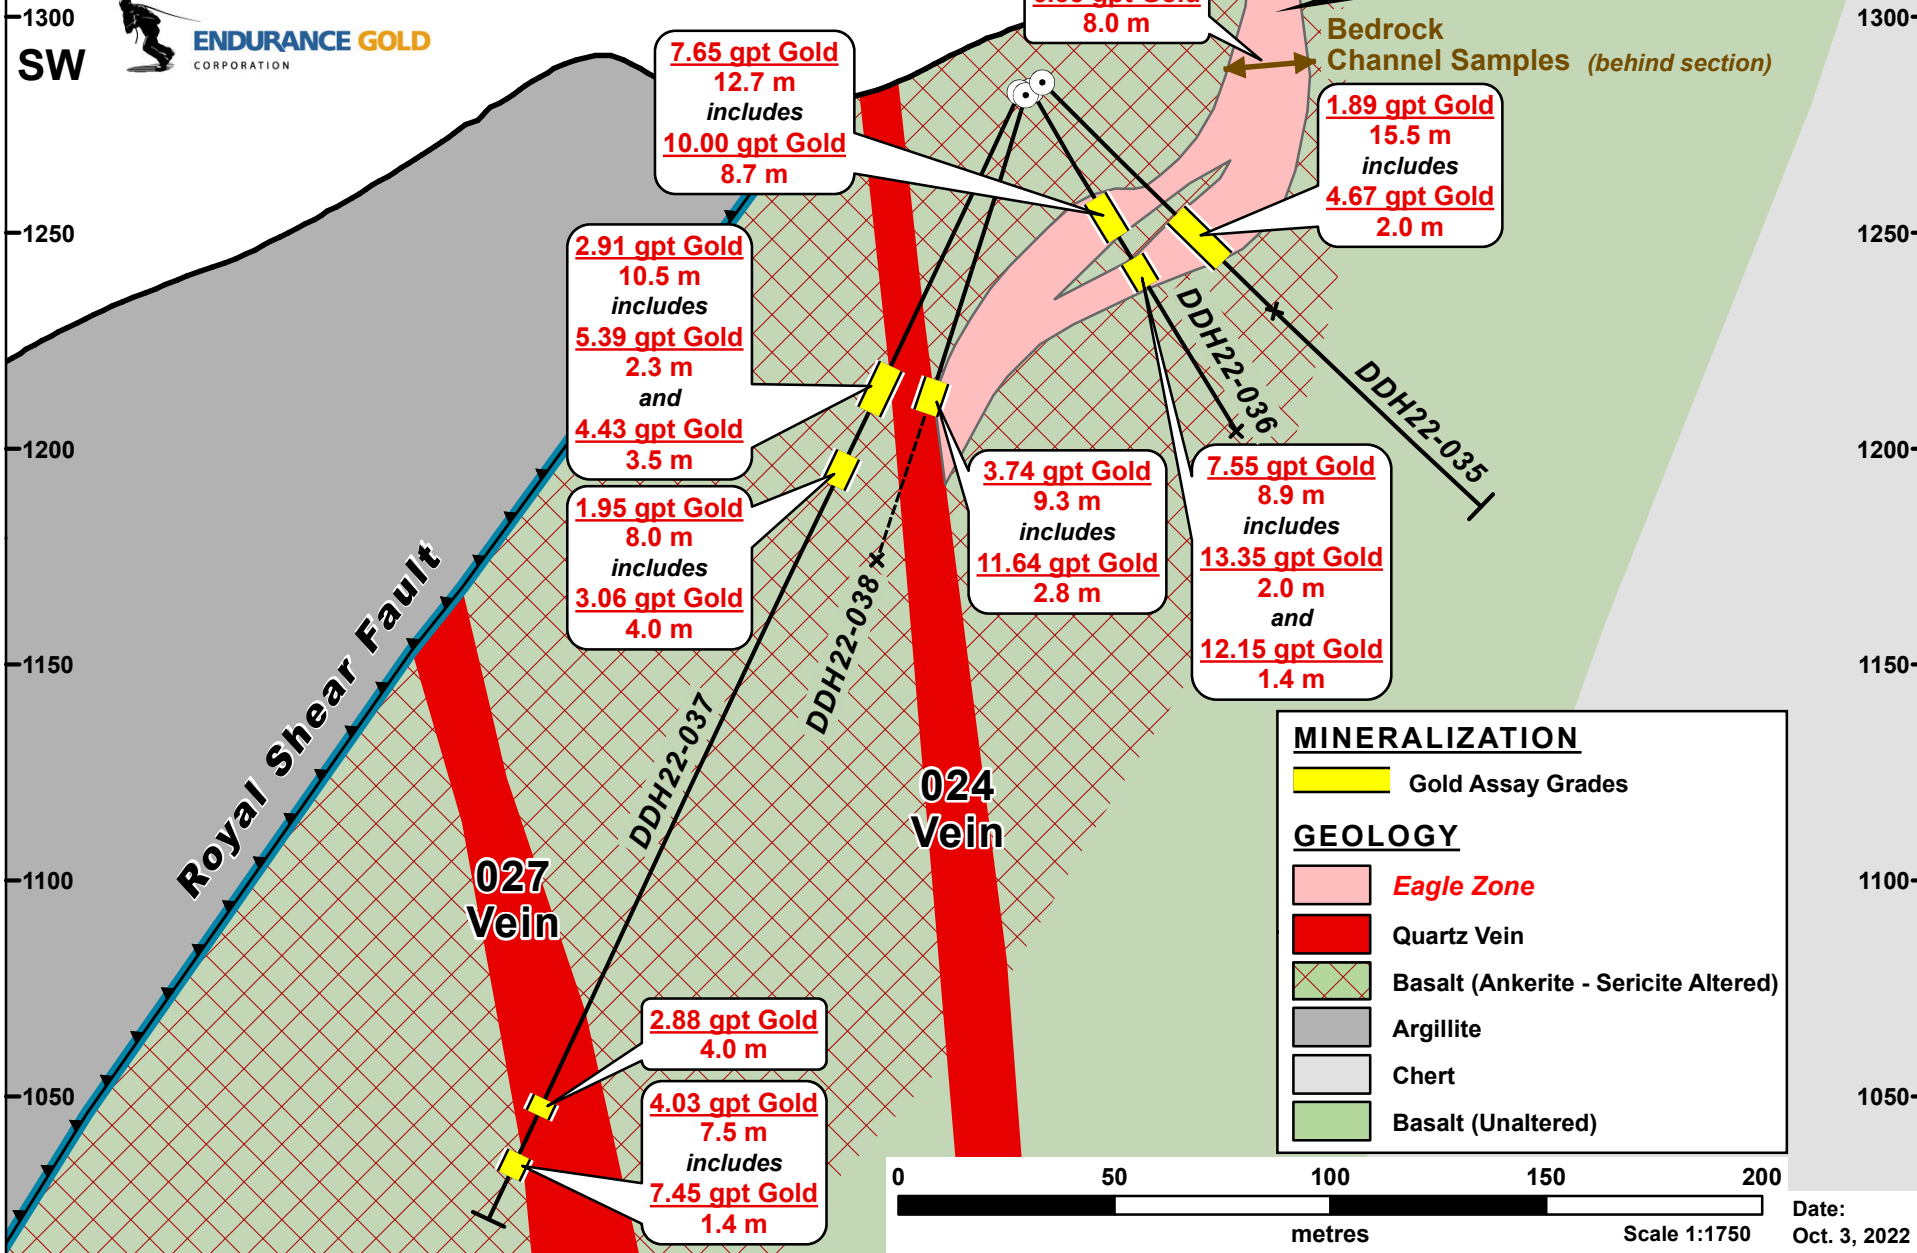 1300
SW
ENDURANCE GOLD
CORPORATION
8.0 m
Bedrock
Channel Samples (behind section)
1300
7.65 gpt Gold
12.7 m
includes
10.00 gpt Gold
8.7 m
1.89 gpt Gold
15.5 m
includes
4.67 gpt Gold
2.0 m
1250
1250
2.91 gpt Gold
10.5 m
includes
5.39 gpt Gold
2.3 m
and
4.43 gpt Gold
3.5 m
DDH22-036
DDH22-035
1200
1200
1.95 gpt Gold
8.0 m
includes
3.06 gpt Gold
4.0 m
3.74 gpt Gold
9.3 m
includes
11.64 gpt Gold
2.8 m
7.55 gpt Gold
8.9 m
includes
13.35 gpt Gold
2.0 m
and
12.15 gpt Gold
1.4 m
Royal Shear Fault
DDH22-038
DDH22-037
1150
1150
024
Vein
027
Vein
1100
1100
1050
1050
2.88 gpt Gold
4.0 m
4.03 gpt Gold
7.5 m
includes
7.45 gpt Gold
1.4 m
MINERALIZATION
Gold Assay Grades
GEOLOGY
Eagle Zone
Quartz Vein
Basalt (Ankerite - Sericite Altered)
Argillite
Chert
Basalt (Unaltered)
0 50 100 150 200
metres
Scale 1:1750
Date:
Oct. 3, 2022